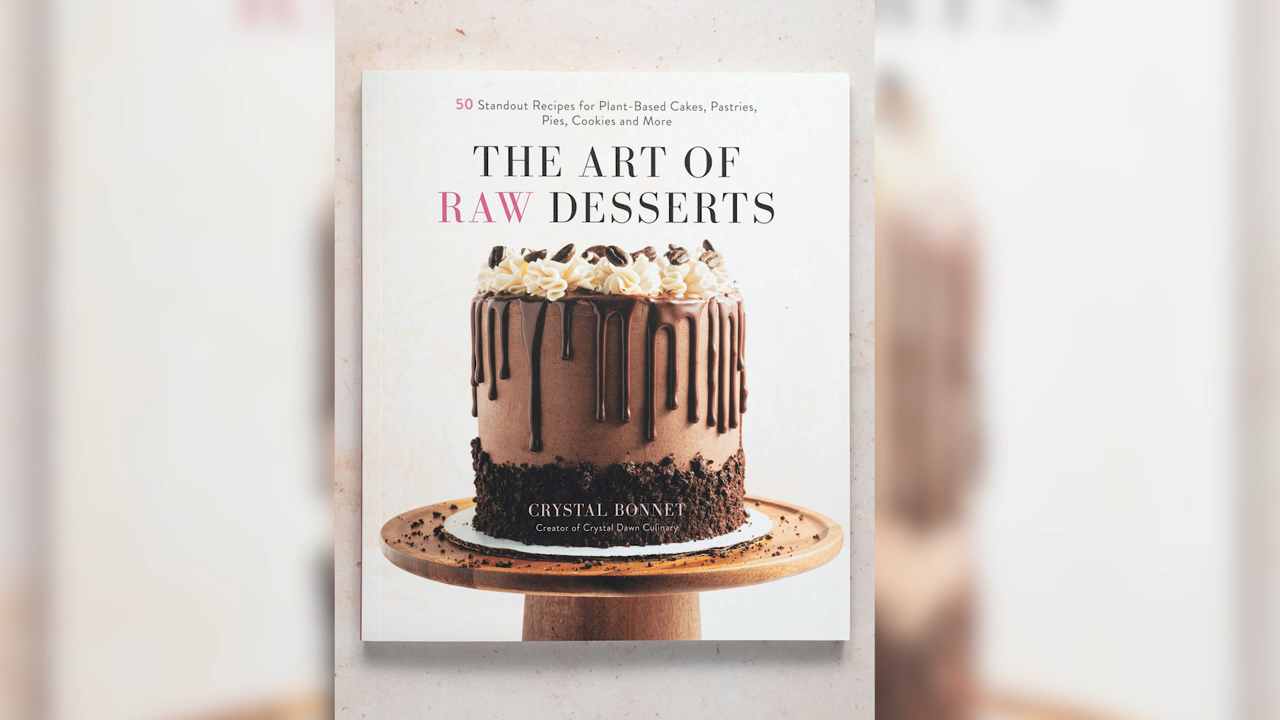 50 Standout Recipes for Plant-Based Cakes, Pastries,
Pies, Cookies and More
THE ART OF
RAW DESSERTS
CRYSTAL BONNET
Creator of Crystal Dawn Culinary